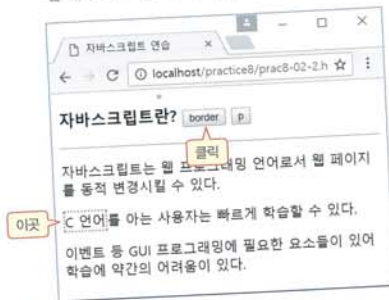 자바스크립트 연습
localhost/practice8/prac8-02-2.h
자바스크립트란? border p
클릭
자바스크립트는 웹 프로그래밍 언어로서 웹 페이지
를 동적 변경시킬 수 있다.
이곳 C 언어를 아는 사용자는 빠르게 학습할 수 있다.
이벤트 등 GUI 프로그래밍에 필요한 요소들이 있어
학습에 약간의 어려움이 있다.